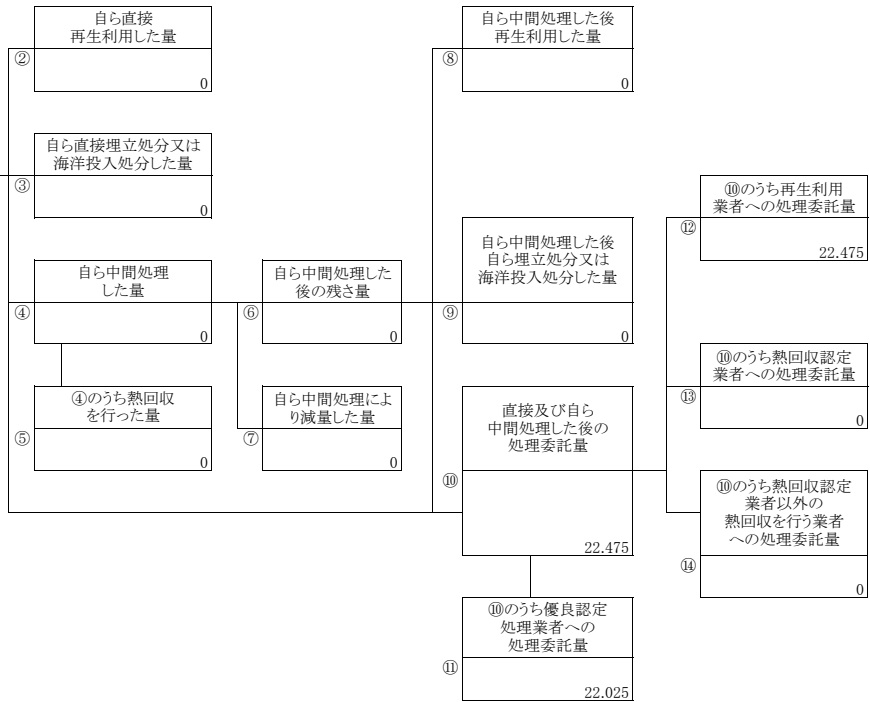 自ら直接
再生利用した量
②
0
自ら直接埋立処分又は
海洋投入処分した量
③
0
自ら中間処理
した量
④
0
④のうち熱回収
を行った量
⑤
0
自ら中間処理した
後の残さ量
⑥
0
自ら中間処理によ
り減量した量
⑦
0
自ら中間処理した後
再生利用した量
⑧
0
自ら中間処理した後
自ら埋立処分又は
海洋投入処分した量
⑨
0
直接及び自ら
中間処理した後の
処理委託量
⑩
22.475
⑩のうち優良認定
処理業者への
処理委託量
⑪
22.025
⑩のうち再生利用
業者への処理委託量
⑫
22.475
⑩のうち熱回収認定
業者への処理委託量
⑬
0
⑩のうち熱回収認定
業者以外の
熱回収を行う業者
への処理委託量
⑭
0